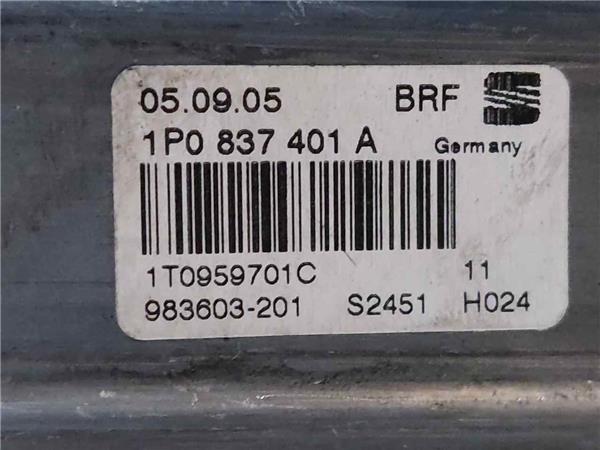 05.09.05 BRF
1P0 837 401 A Germany
1T0959701C 11
983603-201 S2451 H024